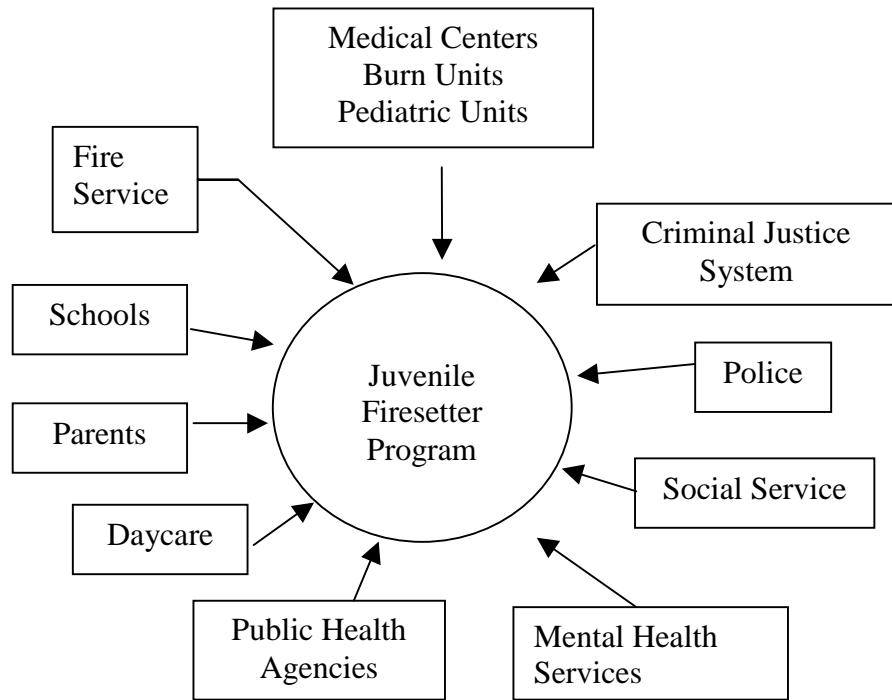 Medical Centers
Burn Units
Pediatric Units
Fire
Service
Criminal Justice
System
Schools
Juvenile
Firesetter
Program
Police
Parents
Social Service
Daycare
Public Health
Agencies
Mental Health
Services